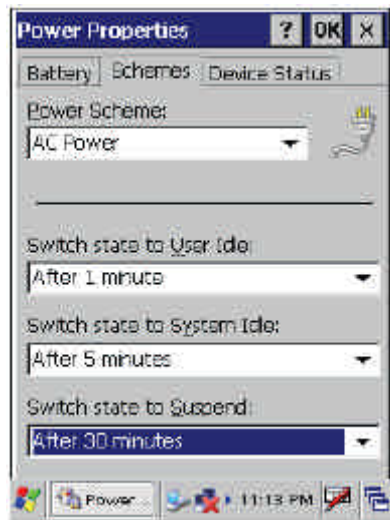 Power Properties ? OK ×
Battery Schemes Device Status
Power Scheme:
AC Power
Switch state to User Idle:
After 1 minute
Switch state to System Idle:
After 5 minutes
Switch state to Suspend:
After 30 minutes
Power... 11:13 PM